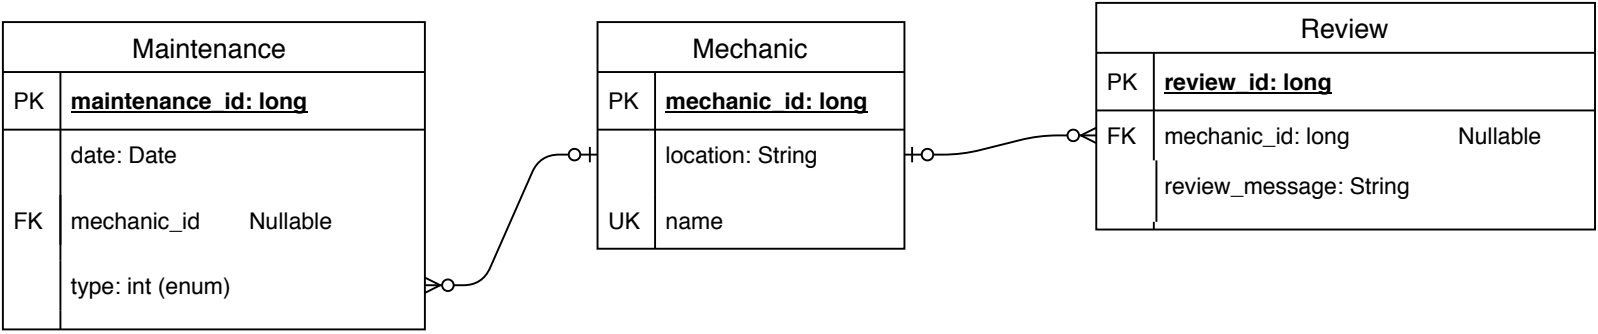 Maintenance
PK maintenance_id: long
date: Date
FK mechanic_id Nullable
type: int (enum)
Mechanic
PK mechanic_id: long
location: String
UK name
Review
PK review_id: long
FK mechanic_id: long Nullable
review_message: String